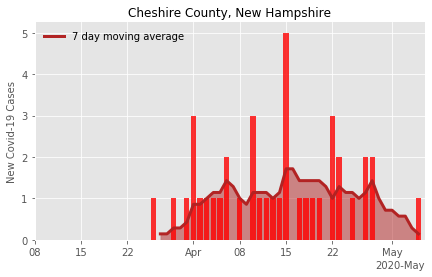 Cheshire County, New Hampshire
7 day moving average
New Covid-19 Cases
5
4
3
2
1
0
08 15 22 Apr 08 15 22 May
2020-May